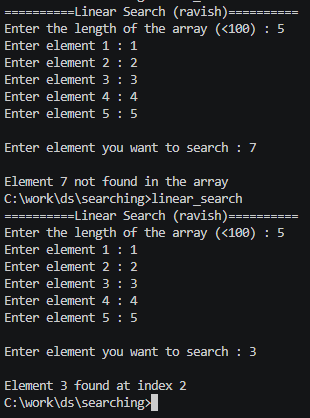 ==========Linear Search (ravish)==========
Enter the length of the array (<100) : 5
Enter element 1 : 1
Enter element 2 : 2
Enter element 3 : 3
Enter element 4 : 4
Enter element 5 : 5

Enter element you want to search : 7

Element 7 not found in the array
C:\work\ds\searching>linear_search
==========Linear Search (ravish)==========
Enter the length of the array (<100) : 5
Enter element 1 : 1
Enter element 2 : 2
Enter element 3 : 3
Enter element 4 : 4
Enter element 5 : 5

Enter element you want to search : 3

Element 3 found at index 2
C:\work\ds\searching>